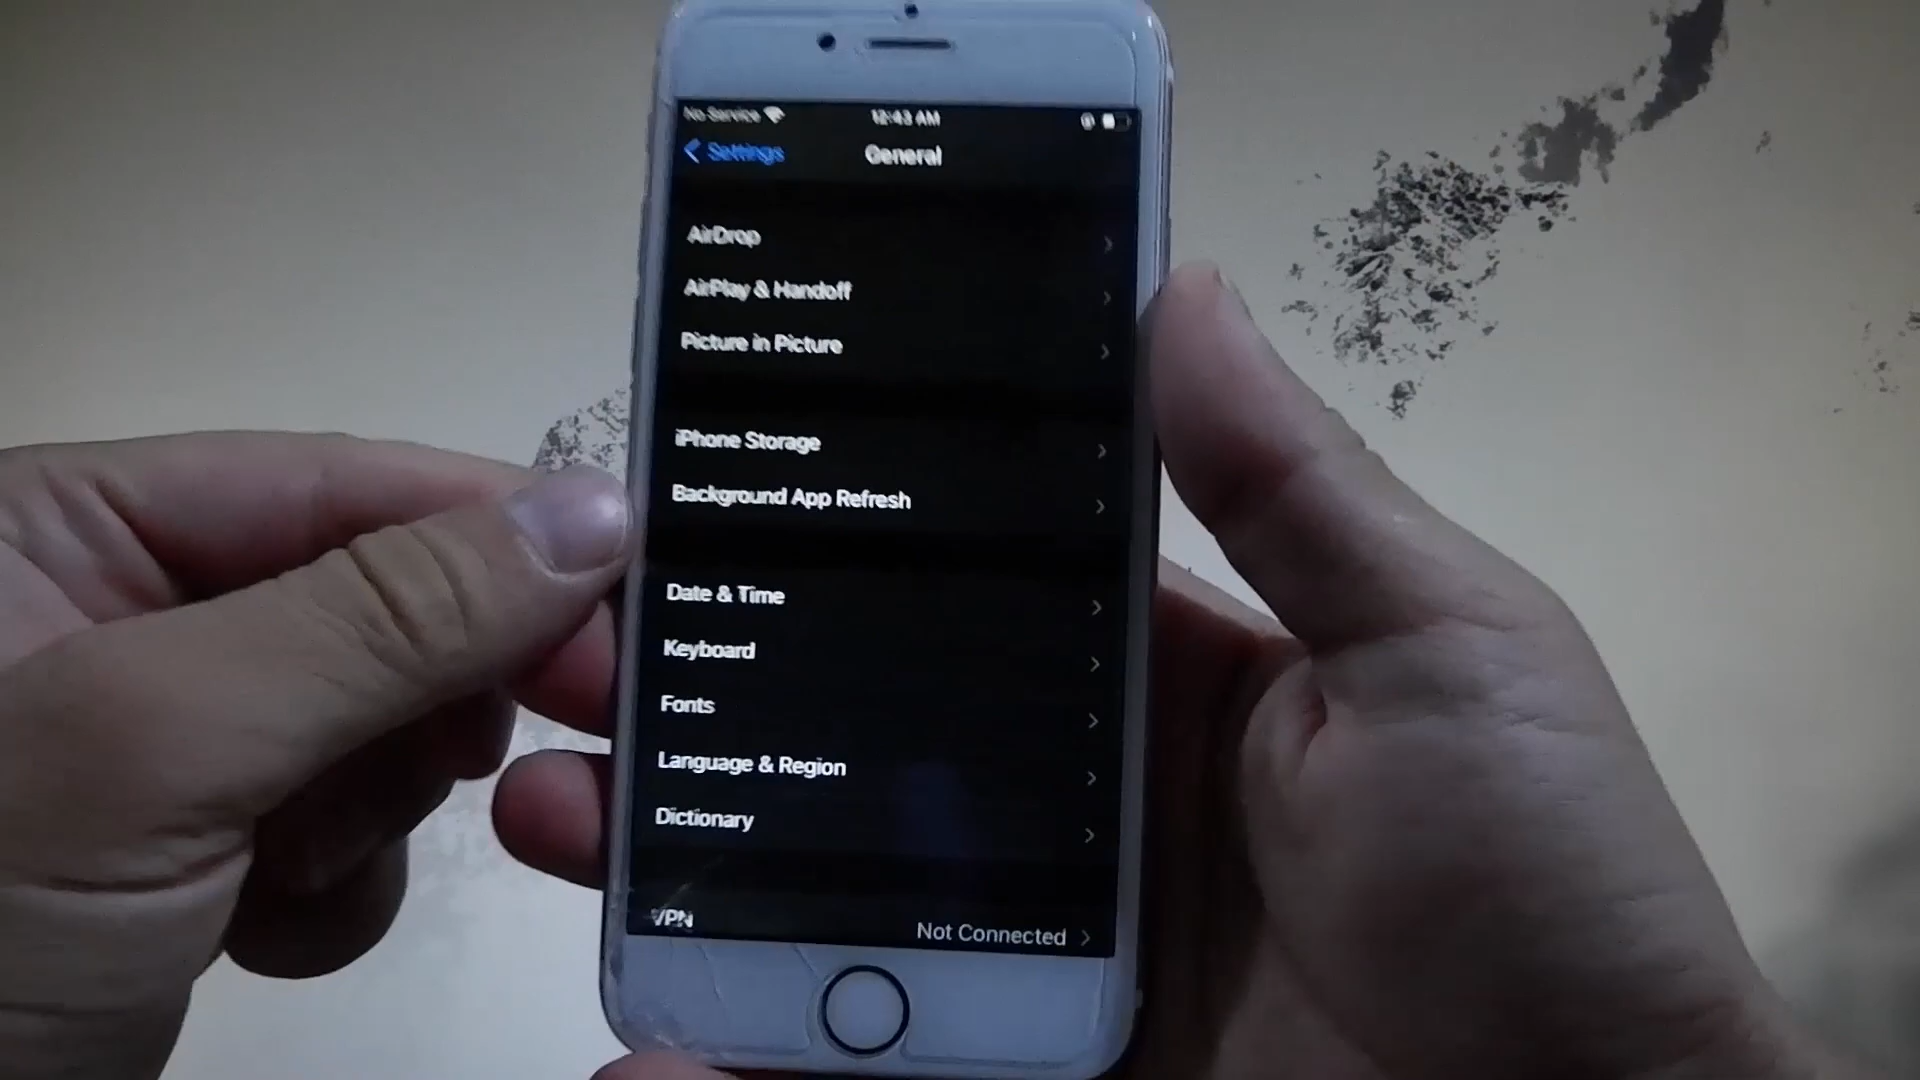 No Service
12:43 AM
Settings
General
AirDrop
AirPlay & Handoff
Picture in Picture
iPhone Storage
Background App Refresh
Date & Time
Keyboard
Fonts
Language & Region
Dictionary
VPN
Not Connected